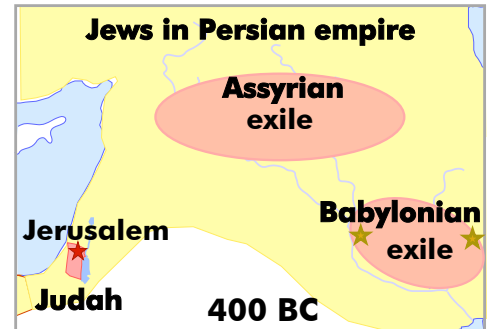 Jews in Persian empire
Assyrian
exile
Babylonian
exile
Jerusalem
Judah
400 BC